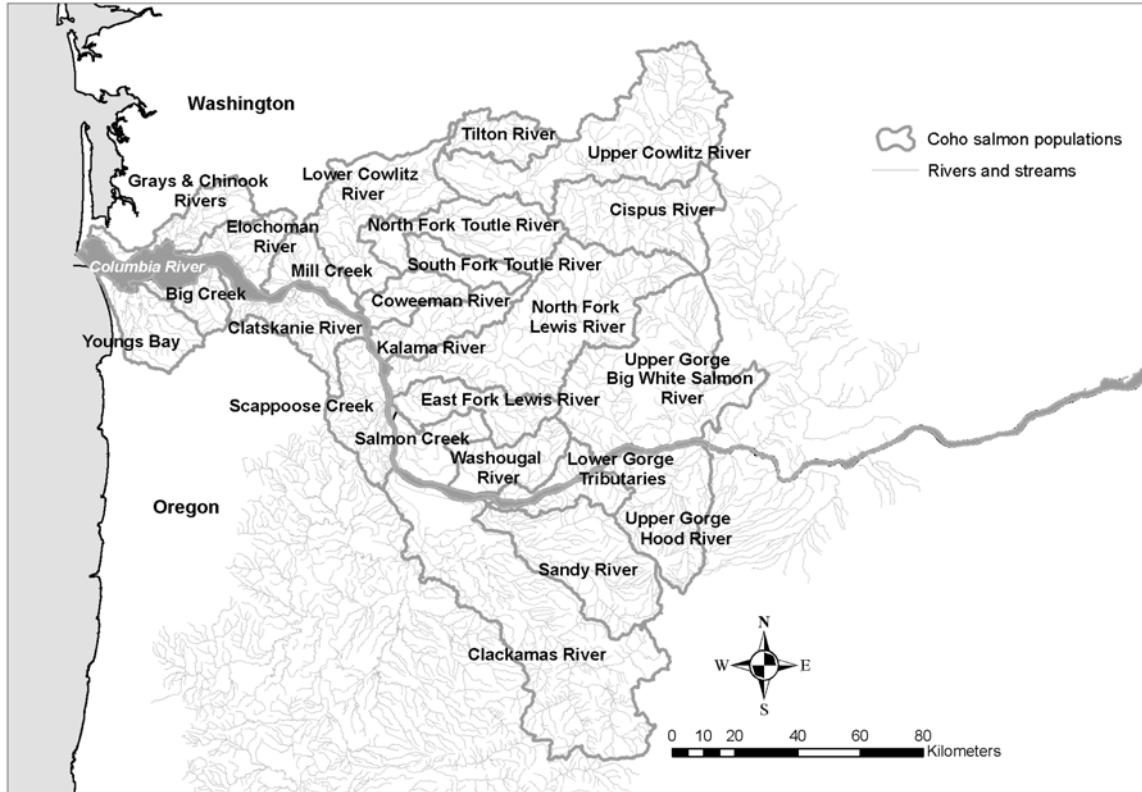 Washington
Tilton River
Upper Cowlitz River
Lower Cowlitz
River
Grays & Chinook
Rivers
Cispus River
Elochoman
River
North Fork Toutle River
South Fork Toutle River
Columbia River
Mill Creek
Big Creek
Coweeman River
North Fork
Lewis River
Clatskanie River
Youngs Bay
Kalama River
Upper Gorge
Big White Salmon
River
Scappoose Creek
East Fork Lewis River
Salmon Creek
Washougal
River
Lower Gorge
Tributaries
Oregon
Upper Gorge
Hood River
Sandy River
Clackamas River
Coho salmon populations
Rivers and streams
N
W
E
S
0 10 20 40 60 80
Kilometers